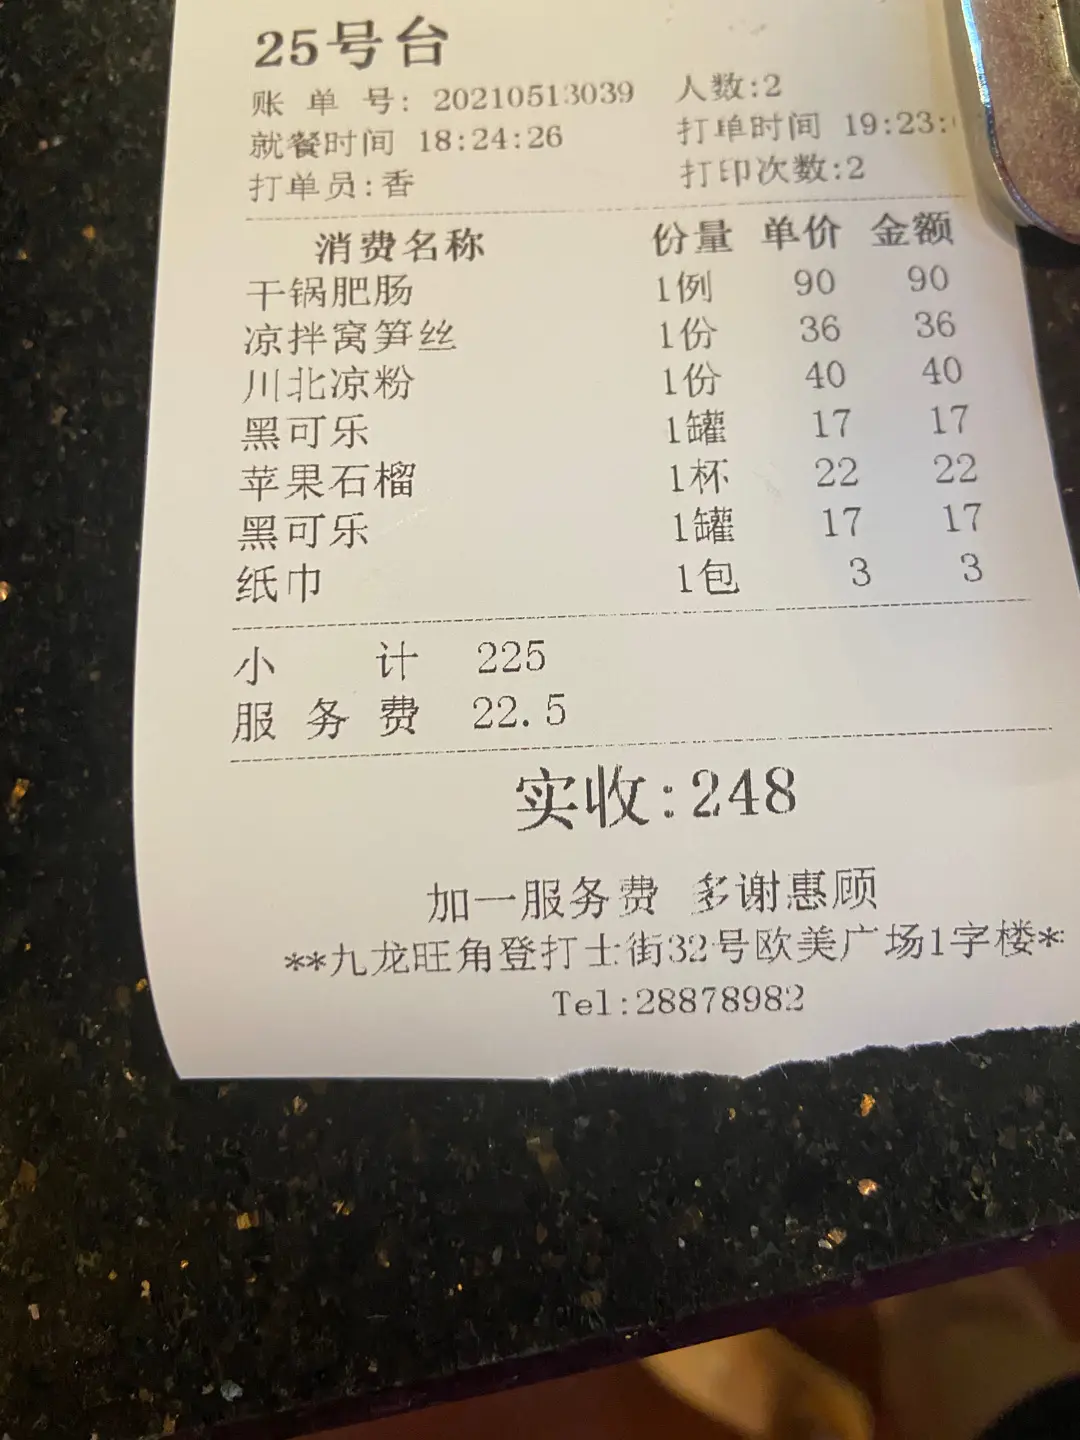 25号台
账 单 号: 20210513039 人数:2
就餐时间 18:24:26 打单时间 19:23:
打单员:香 打印次数:2
消费名称 份量 单价 金额
干锅肥肠 1例 90 90
凉拌窝笋丝 1份 36 36
川北凉粉 1份 40 40
黑可乐 1罐 17 17
苹果石榴 1杯 22 22
黑可乐 1罐 17 17
纸巾 1包 3 3
小 计 225
服 务 费 22.5
实收:248
加一服务费 多谢惠顾
**九龙旺角登打士街32号欧美广场1字楼*
Tel:28878982